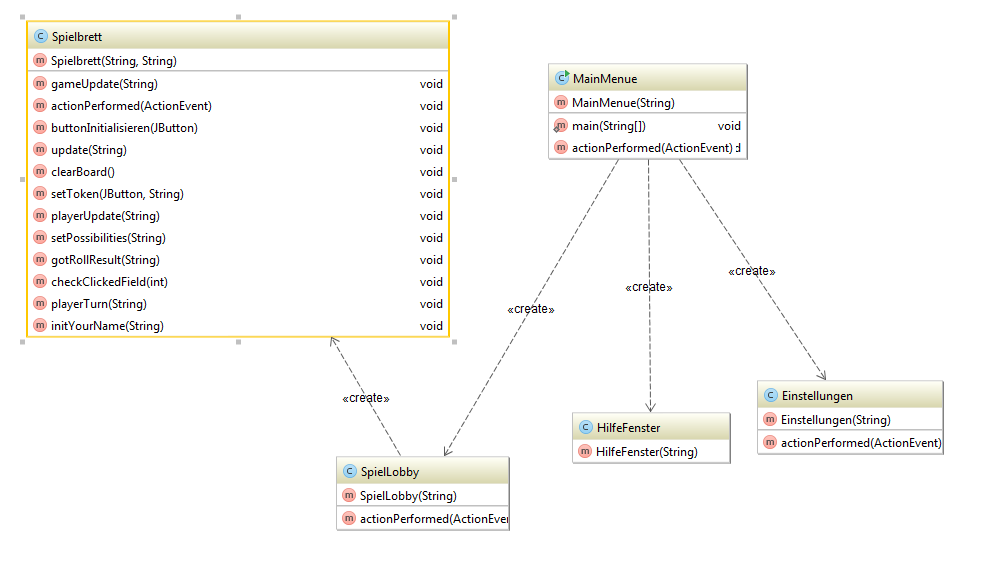 Spielbrett
Spielbrett(String, String)
gameUpdate(String) void
actionPerformed(ActionEvent) void
buttonInitialisieren(JButton) void
update(String) void
clearBoard() void
setToken(JButton, String) void
playerUpdate(String) void
setPossibilities(String) void
gotRollResult(String) void
checkClickedField(int) void
playerTurn(String) void
initYourName(String) void
MainMenue
MainMenue(String)
main(String[]) void
actionPerformed(ActionEvent) d
«create»
«create»
«create»
«create»
Einstellungen
Einstellungen(String)
actionPerformed(ActionEvent)
HilfeFenster
HilfeFenster(String)
SpielLobby
SpielLobby(String)
actionPerformed(ActionEve